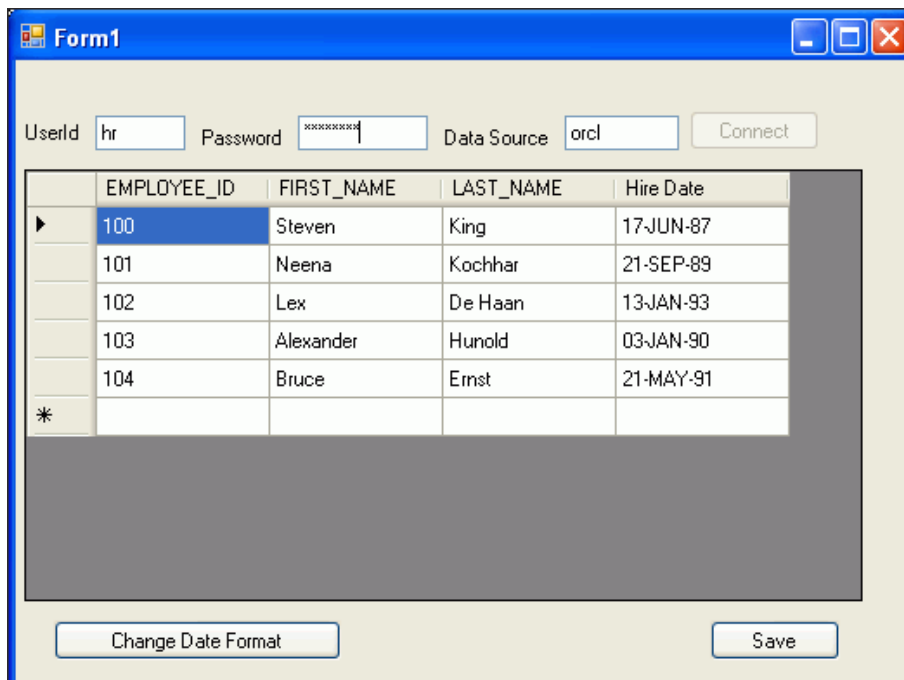 Form1
UserId hr Password ******** Data Source orcl Connect
EMPLOYEE_ID FIRST_NAME LAST_NAME Hire Date
100 Steven King 17-JUN-87
101 Neena Kochhar 21-SEP-89
102 Lex De Haan 13-JAN-93
103 Alexander Hunold 03-JAN-90
104 Bruce Ernst 21-MAY-91
Change Date Format Save